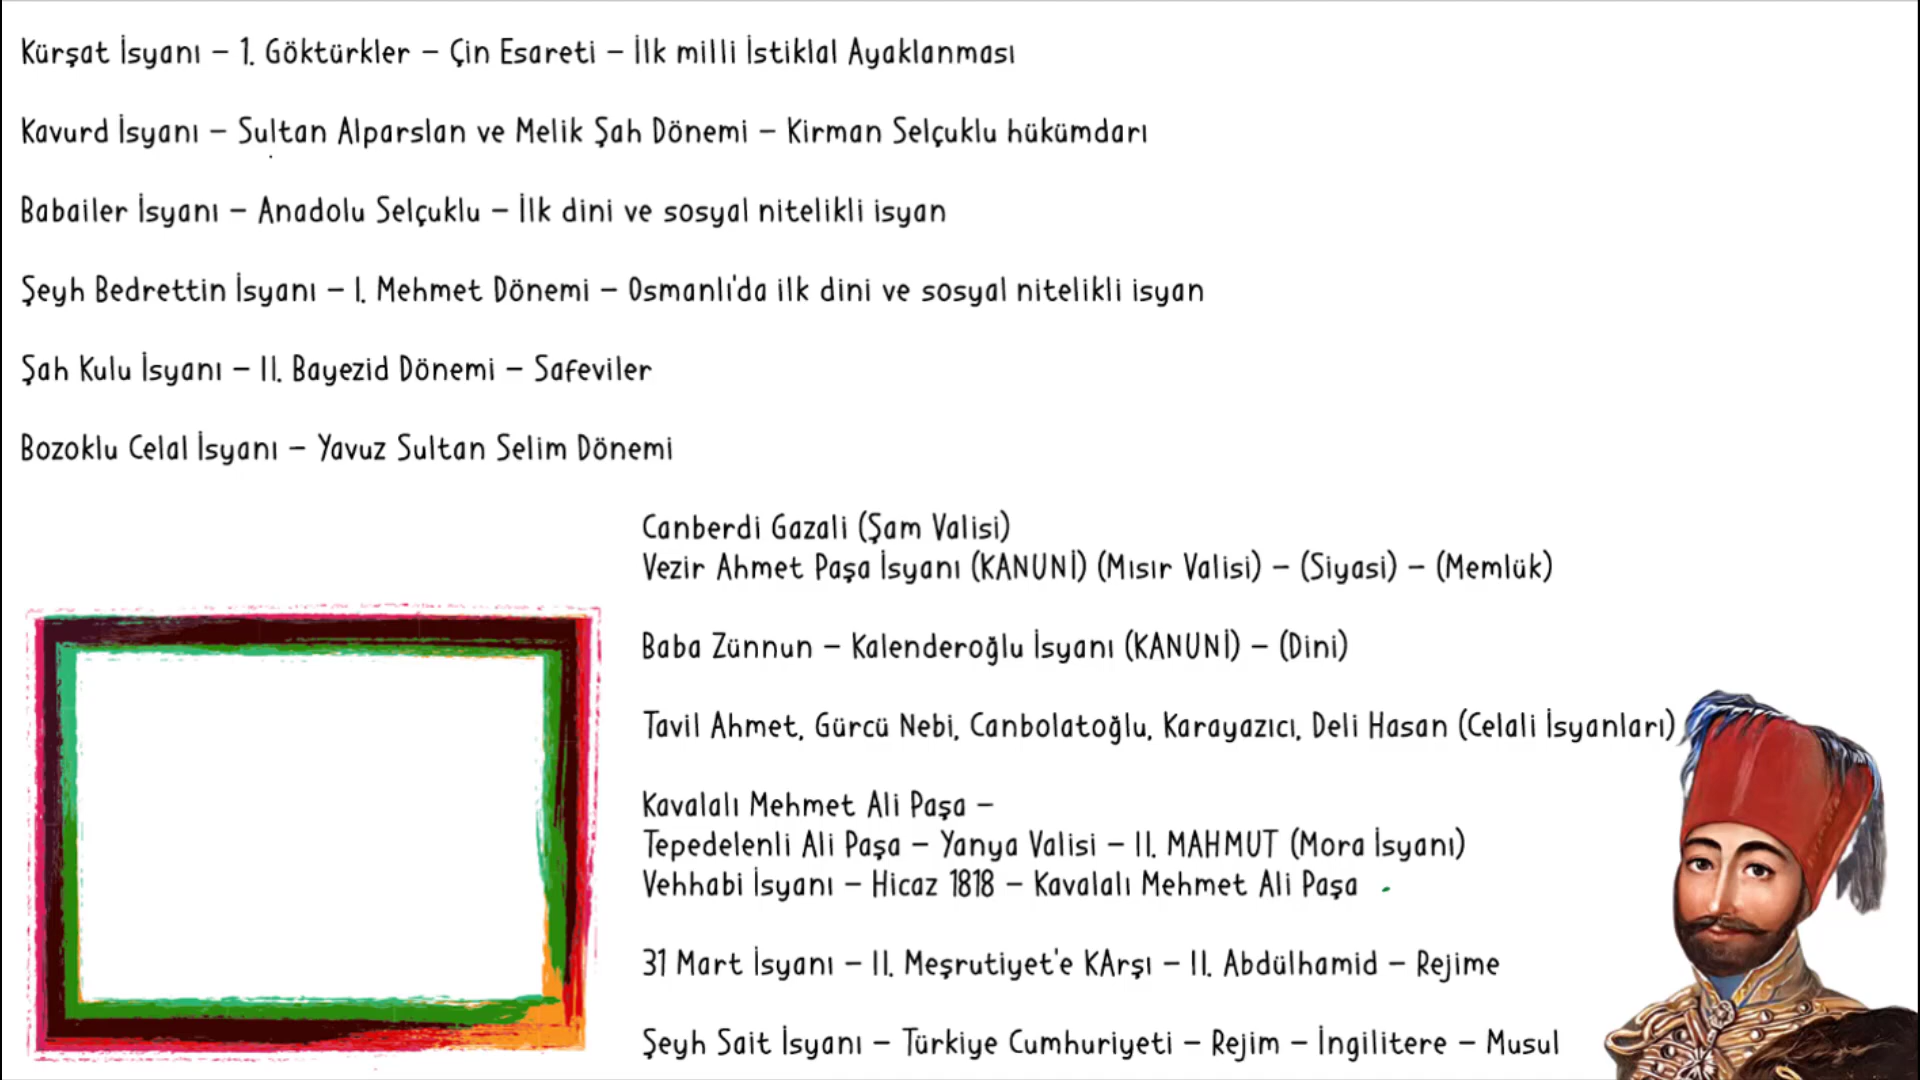 Kürşat İsyanı – 1. Göktürkler – Çin Esareti – İlk milli İstiklal Ayaklanması
Kavurd İsyanı – Sultan Alparslan ve Melik Şah Dönemi – Kirman Selçuklu hükümdarı
Babailer İsyanı – Anadolu Selçuklu – İlk dini ve sosyal nitelikli isyan
Şeyh Bedrettin İsyanı – I. Mehmet Dönemi – Osmanlı'da ilk dini ve sosyal nitelikli isyan
Şah Kulu İsyanı – II. Bayezid Dönemi – Safeviler
Bozoklu Celal İsyanı – Yavuz Sultan Selim Dönemi
Canberdi Gazali (Şam Valisi)
Vezir Ahmet Paşa İsyanı (KANUNİ) (Mısır Valisi) – (Siyasi) – (Memlük)
Baba Zünnun – Kalenderoğlu İsyanı (KANUNİ) – (Dini)
Tavil Ahmet, Gürcü Nebi, Canbolatoğlu, Karayazıcı, Deli Hasan (Celali İsyanları)
Kavalalı Mehmet Ali Paşa –
Tepedelenli Ali Paşa – Yanya Valisi – II. MAHMUT (Mora İsyanı)
Vehhabi İsyanı – Hicaz 1818 – Kavalalı Mehmet Ali Paşa
31 Mart İsyanı – II. Meşrutiyet'e KArşı – II. Abdülhamid – Rejime
Şeyh Sait İsyanı – Türkiye Cumhuriyeti – Rejim – İngilitere – Musul